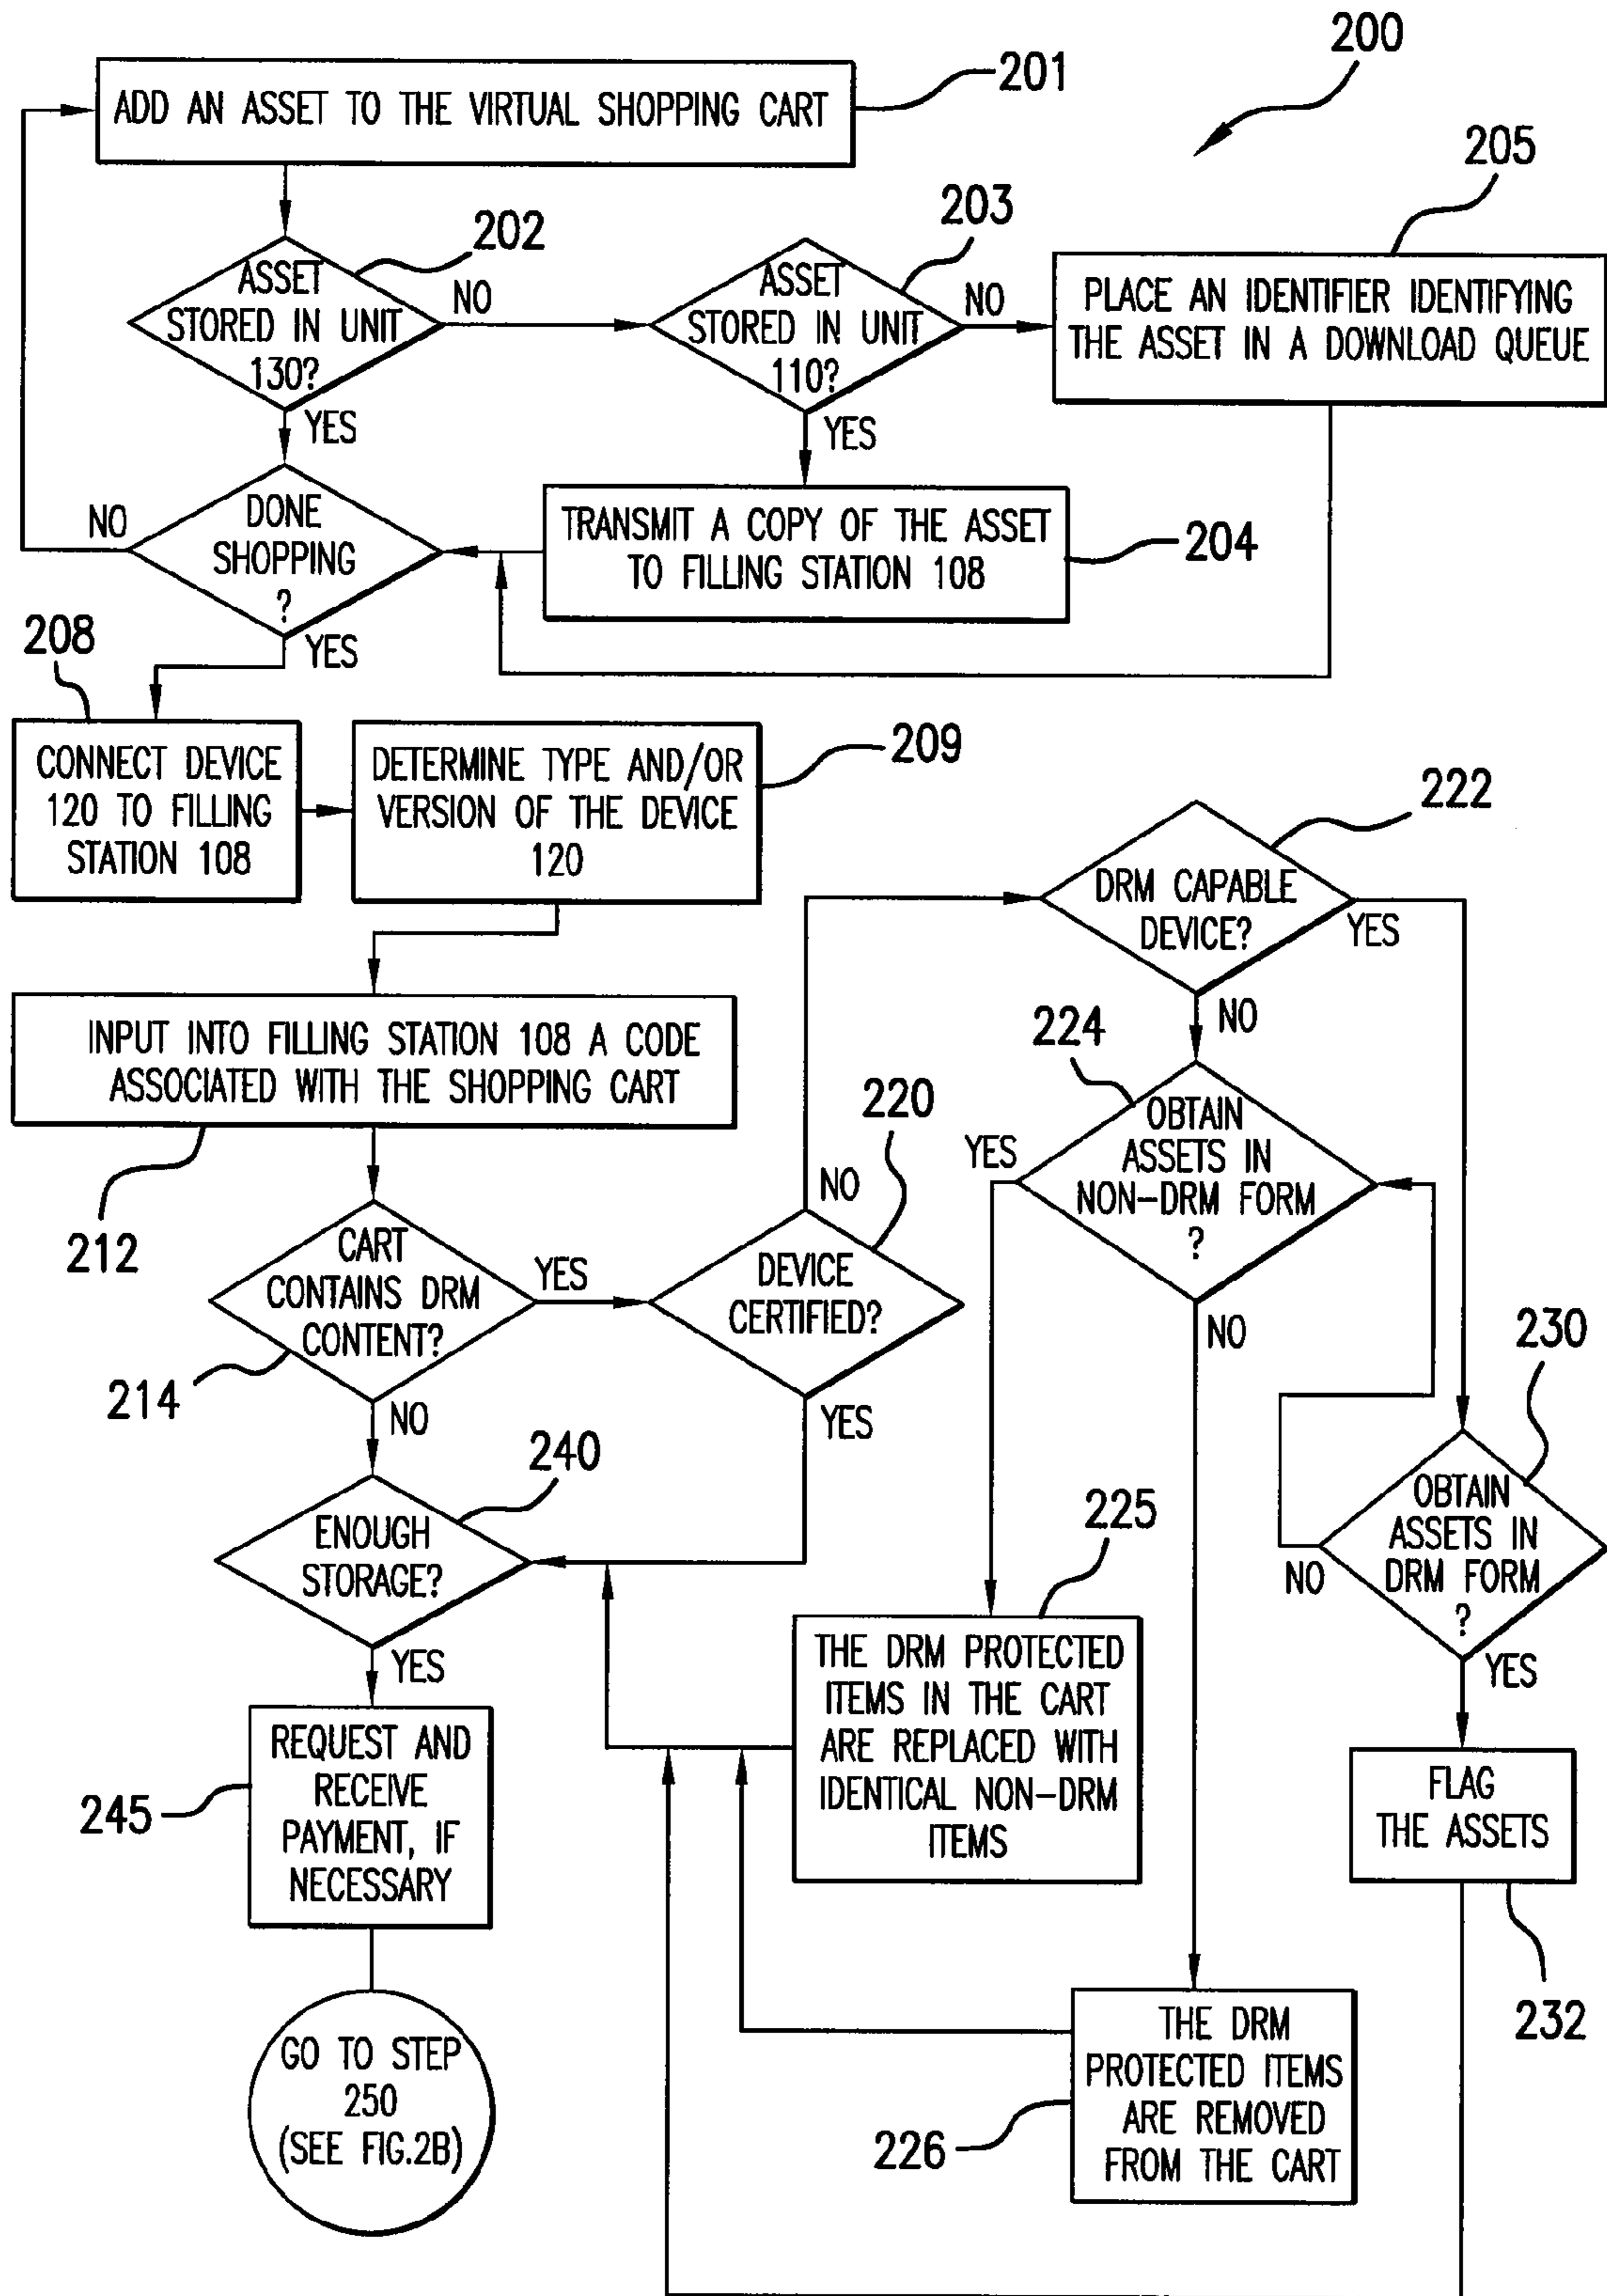 200
201
ADD AN ASSET TO THE VIRTUAL SHOPPING CART
205
203
202
ASSET
STORED IN UNIT
130?
NO
ASSET
STORED IN UNIT
110?
NO
PLACE AN IDENTIFIER IDENTIFYING
THE ASSET IN A DOWNLOAD QUEUE
YES
YES
NO
DONE
SHOPPING
?
TRANSMIT A COPY OF THE ASSET
TO FILLING STATION 108
204
208
YES
CONNECT DEVICE
120 TO FILLING
STATION 108
DETERMINE TYPE AND/OR
VERSION OF THE DEVICE
120
209
222
DRM CAPABLE
DEVICE?
YES
NO
INPUT INTO FILLING STATION 108 A CODE
ASSOCIATED WITH THE SHOPPING CART
212
224
OBTAIN
ASSETS IN
NON-DRM FORM
?
YES
NO
220
NO
CART
CONTAINS DRM
CONTENT?
YES
214
NO
DEVICE
CERTIFIED?
YES
230
OBTAIN
ASSETS IN
DRM FORM
?
NO
YES
240
ENOUGH
STORAGE?
YES
225
THE DRM PROTECTED
ITEMS IN THE CART
ARE REPLACED WITH
IDENTICAL NON-DRM
ITEMS
REQUEST AND
RECEIVE
PAYMENT, IF
NECESSARY
245
FLAG
THE ASSETS
232
GO TO STEP
250
(SEE FIG.2B)
THE DRM
PROTECTED ITEMS
ARE REMOVED
FROM THE CART
226